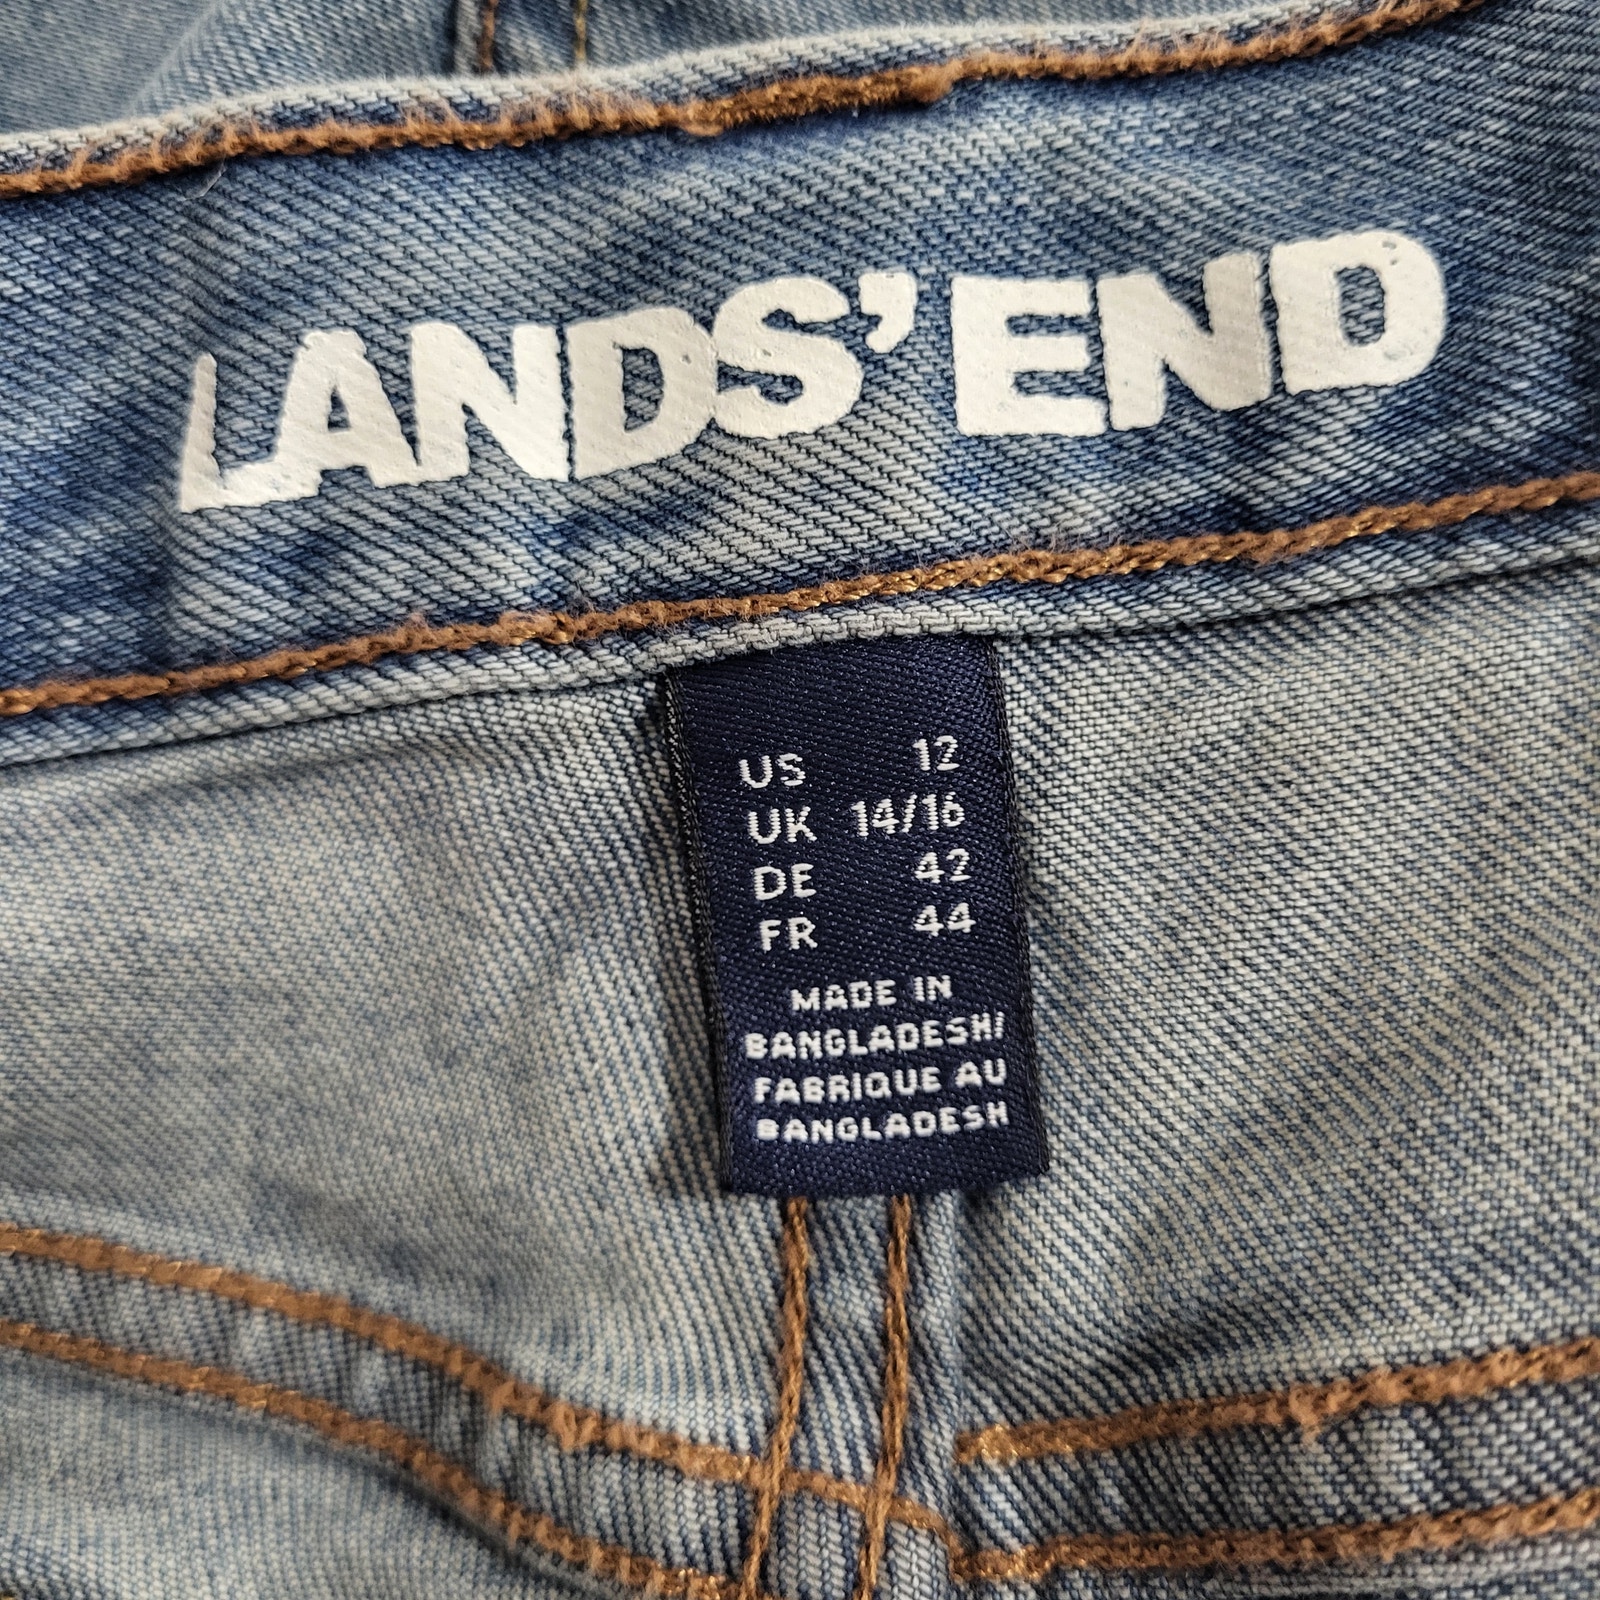 LANDS' END
US 12
UK 14/16
DE 42
FR 44
MADE IN
BANGLADESH/
FABRIQUE AU
BANGLADESH